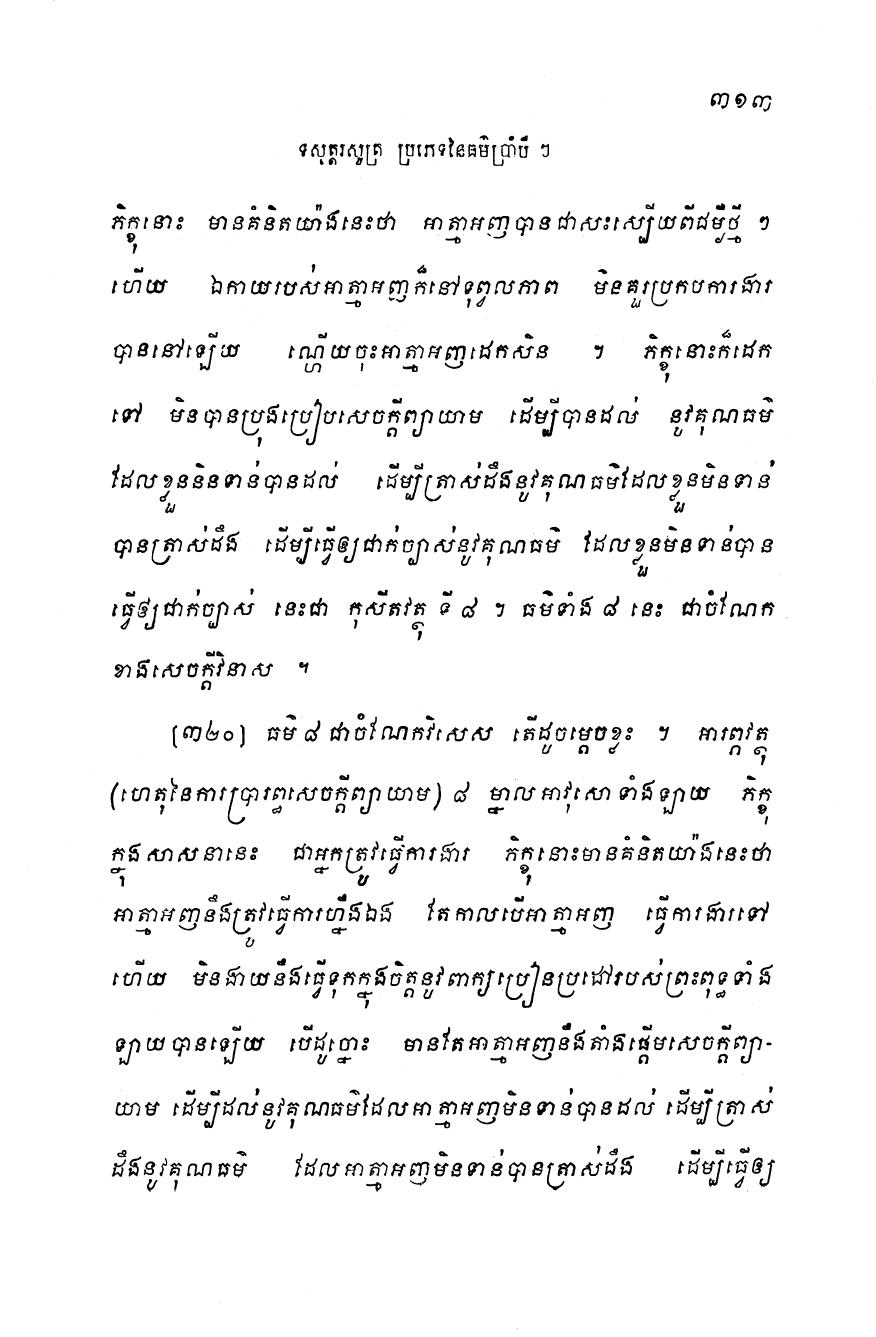 ៣១៣
ទសុត្តរសូត្រ ប្រភេទនៃធម៌ប្រាំបី ៗ
ភិក្ខុនោះ មានគំនិតយ៉ាងនេះថា អាត្មាអញបានជាសះស្បើយពីជម្ងឺថ្មី ៗ
ហើយ ឯកាយរបស់អាត្មាអញក៏នៅទុព្វលភាព មិនគួរប្រកបការងារ
បាននៅឡើយ ណ្ហើយចុះអាត្មាអញដេកសិន ។ ភិក្ខុនោះក៏ដេក
ទៅ មិនបានប្រុងប្រៀបសេចក្តីព្យាយាម ដើម្បីបានដល់ នូវគុណធម៌
ដែលខ្លួននិនទាន់បានដល់ ដើម្បីត្រាស់ដឹងនូវគុណធម៌ដែលខ្លួនមិនទាន់
បានត្រាស់ដឹង ដើម្បីធ្វើឲ្យជាក់ច្បាស់នូវគុណធម៌ ដែលខ្លួនមិនទាន់បាន
ធ្វើឲ្យជាក់ច្បាស់ នេះជា កុសីតវត្ថុ ទី ៨ ។ ធម៌ទាំង ៨ នេះ ជាចំណែក
ខាងសេចក្តីវិនាស ។
[៣២០] ធម៌ ៨ ជាចំណែកវិសេស តើដូចម្តេចខ្លះ ។ អារព្ភវត្ថុ
(ហេតុនៃការប្រារព្ធសេចក្តីព្យាយាម) ៨ ម្នាលអាវុសោ ទាំងឡាយ ភិក្ខុ
ក្នុងសាសនានេះ ជាអ្នកត្រូវធ្វើការងារ ភិក្ខុនោះមានគំនិតយ៉ាងនេះថា
អាត្មាអញនឹងត្រូវធ្វើការហ្នឹងឯង តែកាលបើអាត្មាអញ ធ្វើការងារទៅ
ហើយ មិនងាយនឹងធ្វើទុកក្នុងចិត្តនូវពាក្យប្រៀនប្រដៅរបស់ព្រះពុទ្ធទាំង
ឡាយបានឡើយ បើដូច្នោះ មានតែអាត្មាអញនឹងតាំងផ្តើមសេចក្តីព្យា-
យាម ដើម្បីដល់នូវគុណធម៌ដែលអាត្មាអញមិនទាន់បានដល់ ដើម្បីត្រាស់
ដឹងនូវគុណធម៌ ដែលអាត្មាអញមិនទាន់បានត្រាស់ដឹង ដើម្បីធ្វើឲ្យ